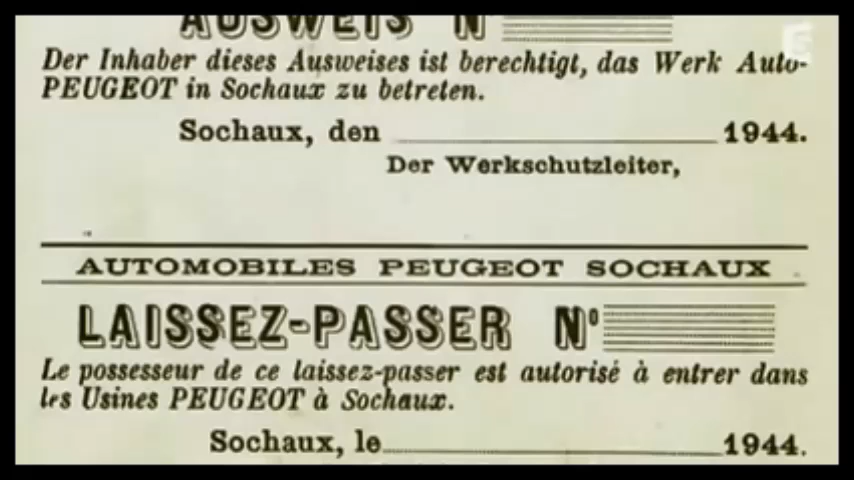 AUSWEIS N
Der Inhaber dieses Ausweises ist berechtigt, das Werk Auto-
PEUGEOT in Sochaux zu betreten.
Sochaux, den 1944.
Der Werkschutzleiter,
AUTOMOBILES PEUGEOT SOCHAUX
LAISSEZ-PASSER Nº
Le possesseur de ce laissez-passer est autorisé à entrer dans
les Usines PEUGEOT à Sochaux.
Sochaux, le 1944.
5